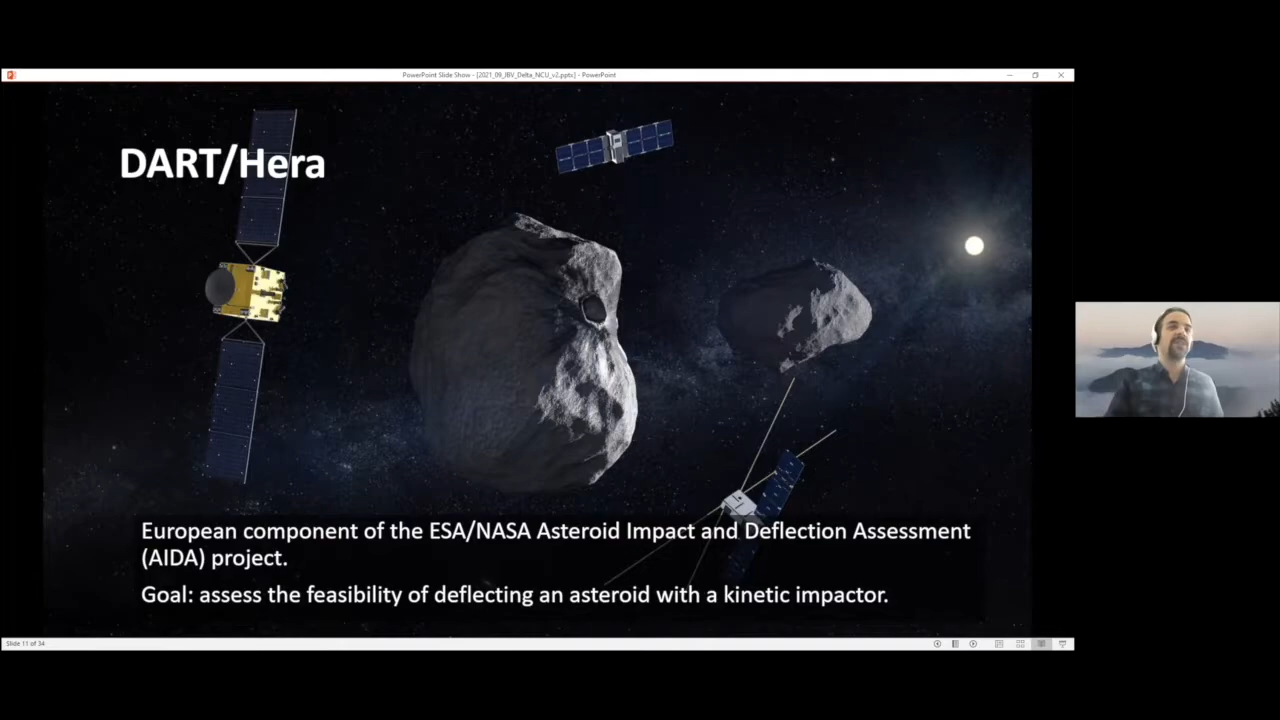 PowerPoint Slide Show - [2021_09_JBV_Delta_NCU_v2.pptx] - PowerPoint
DART/Hera
European component of the ESA/NASA Asteroid Impact and Deflection Assessment
(AIDA) project.
Goal: assess the feasibility of deflecting an asteroid with a kinetic impactor.
Slide 11 of 34